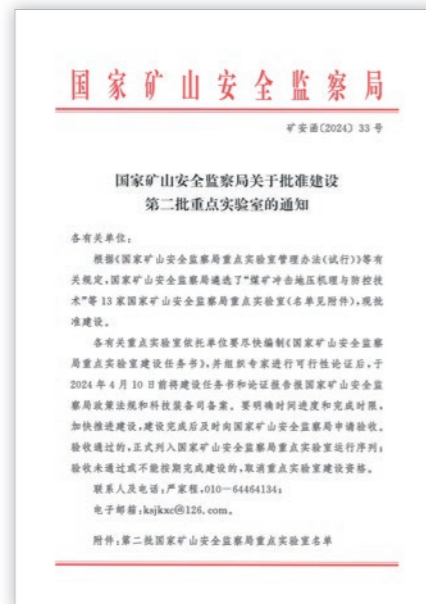 国家矿山安全监察局
矿安函〔2024〕33号
国家矿山安全监察局关于批准建设
第二批重点实验室的通知
各有关单位：
根据《国家矿山安全监察局重点实验室管理办法(试行)》等有
关规定,国家矿山安全监察局遴选了“煤矿冲击地压机理与防控技
术”等13家国家矿山安全监察局重点实验室(名单见附件),现批
准建设。
各有关重点实验室依托单位要尽快编制《国家矿山安全监察
局重点实验室建设任务书》,并组织专家进行可行性论证后,于
2024年4月10日前将建设任务书和论证报告报国家矿山安全监
察局政策法规和科技装备司备案。要明确时间进度和完成时限,
加快推进建设,建设完成后及时向国家矿山安全监察局申请验收。
验收通过的,正式列入国家矿山安全监察局重点实验室运行序列;
验收未通过或不能按期完成建设的,取消重点实验室建设资格。
联系人及电话:严家程,010—64464134;
电子邮箱:ksjkxc@126.com。
附件:第二批国家矿山安全监察局重点实验室名单